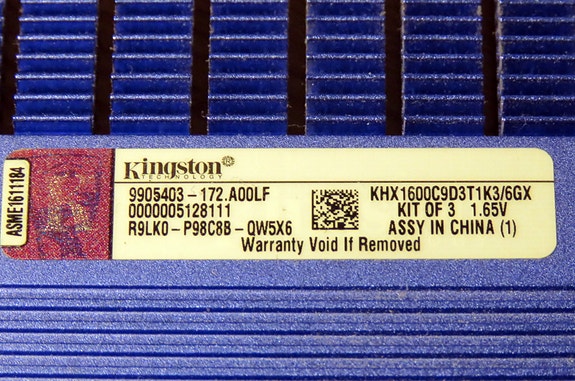 ASMIE1611184
Kingston®
TECHNOLOGY
9905403-172.A00LF
0000005128111
R9LK0-P98C8B-QW5X6
KHX1600C9D3T1K3/6GX
KIT OF 3 1.65V
ASSY IN CHINA (1)
Warranty Void If Removed